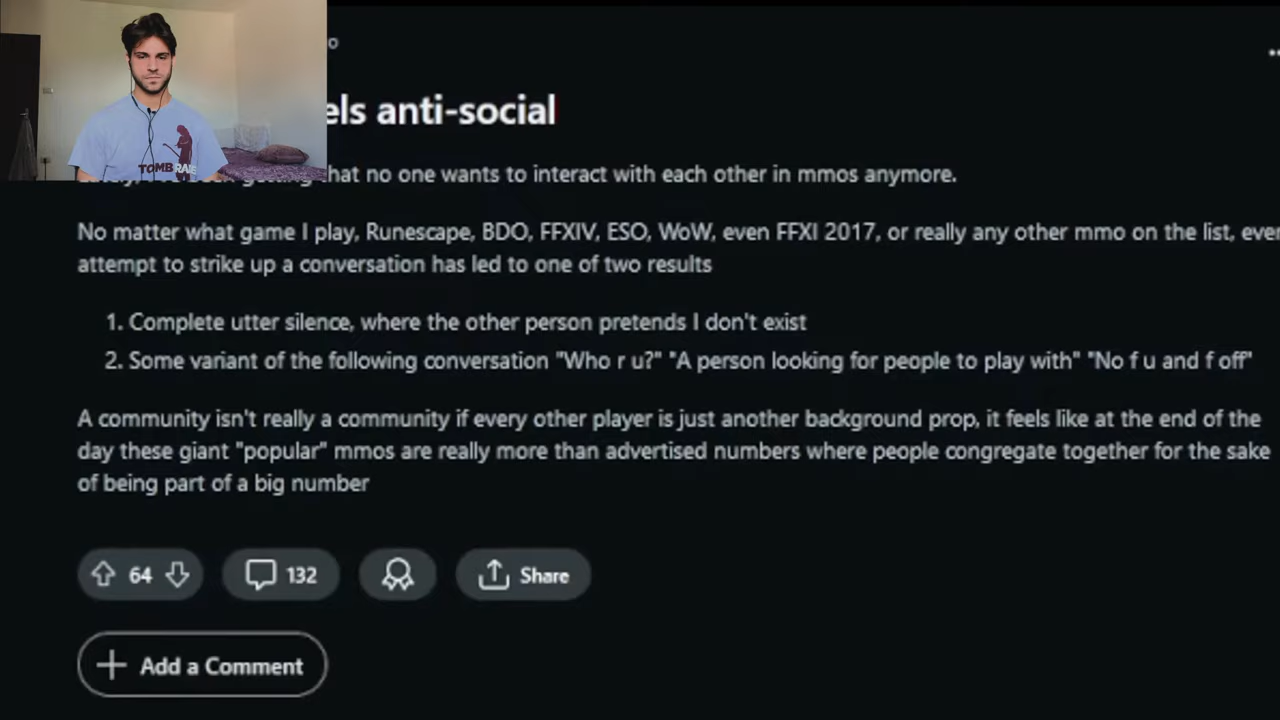 els anti-social
hat no one wants to interact with each other in mmos anymore.
No matter what game I play, Runescape, BDO, FFXIV, ESO, WoW, even FFXI 2017, or really any other mmo on the list, ever
attempt to strike up a conversation has led to one of two results
1. Complete utter silence, where the other person pretends I don't exist
2. Some variant of the following conversation "Who r u?" "A person looking for people to play with" "No f u and f off"
A community isn't really a community if every other player is just another background prop, it feels like at the end of the
day these giant "popular" mmos are really more than advertised numbers where people congregate together for the sake
of being part of a big number
64
132
Share
Add a Comment
TOMB RAIE